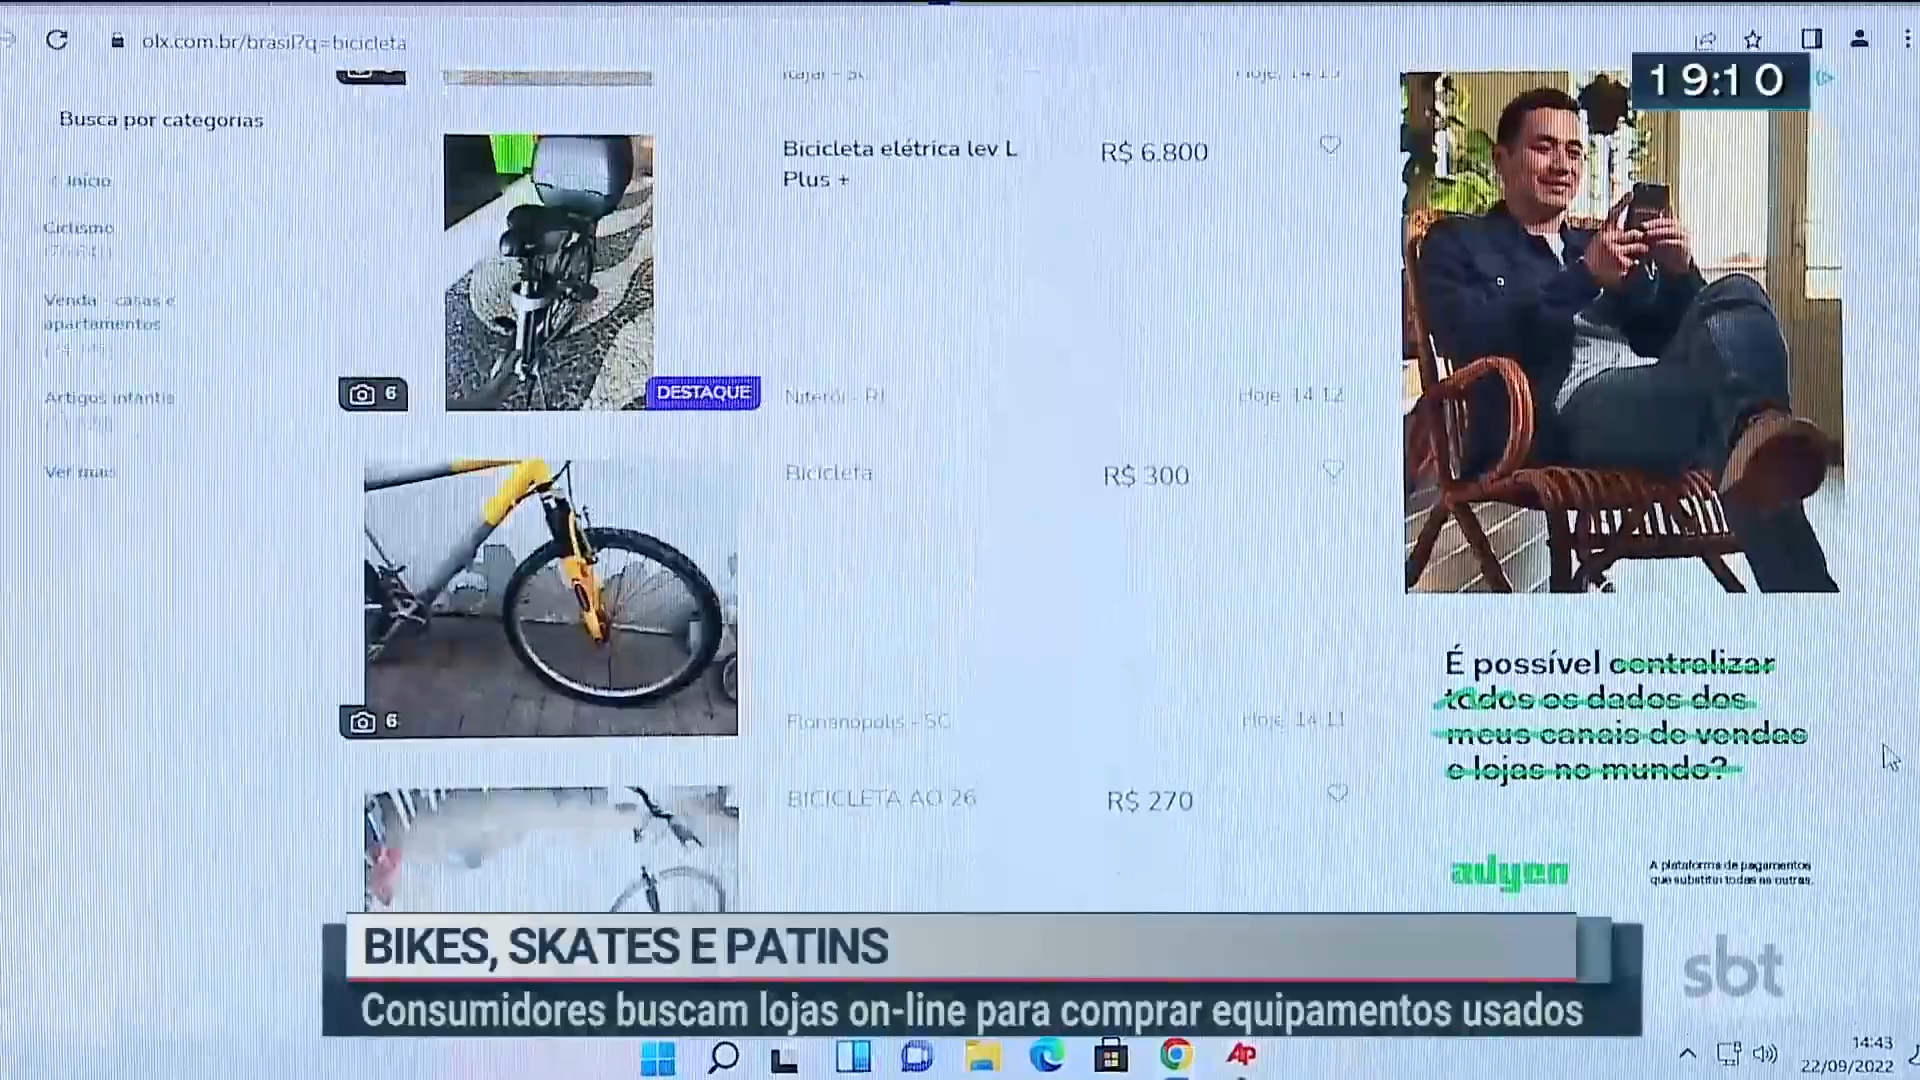 olx.com.br/brasil?q=bicicleta
19:10
Busca por categorias
Início
Ciclismo
Venda - casas e
apartamentos
Artigos infantis
Ver mais
Bicicleta elétrica lev L
Plus +
R$ 6.800
6
DESTAQUE
Niterói - RJ
Hoje, 14:12
Bicicleta
R$ 300
6
Florianópolis - SC
Hoje, 14:11
BICICLETA AO 26
R$ 270
É possível centralizar
todos os dados dos
meus canais de vendas
e lojas no mundo?
adyen
A plataforma de pagamentos
que substitui todas as outras.
BIKES, SKATES E PATINS
Consumidores buscam lojas on-line para comprar equipamentos usados
sbt
14:43
22/09/2022